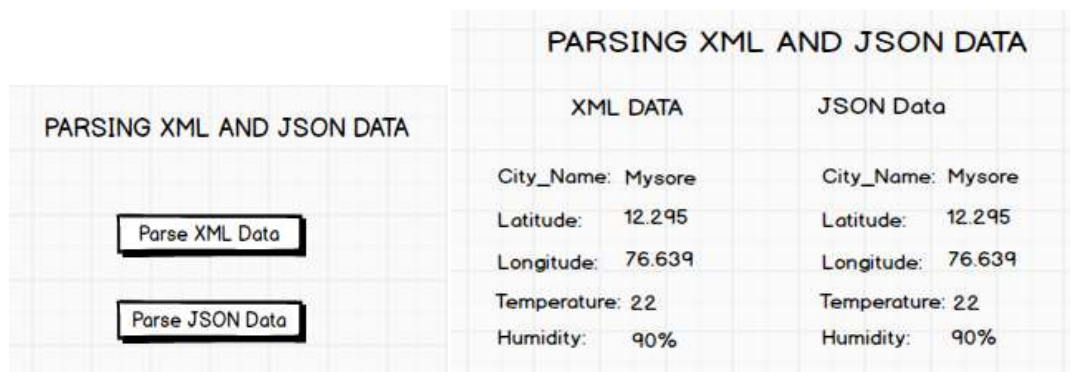 PARSING XML AND JSON DATA
Parse XML Data
Parse JSON Data
PARSING XML AND JSON DATA
XML DATA
City_Name: Mysore
Latitude: 12.295
Longitude: 76.639
Temperature: 22
Humidity: 90%
JSON Data
City_Name: Mysore
Latitude: 12.295
Longitude: 76.639
Temperature: 22
Humidity: 90%